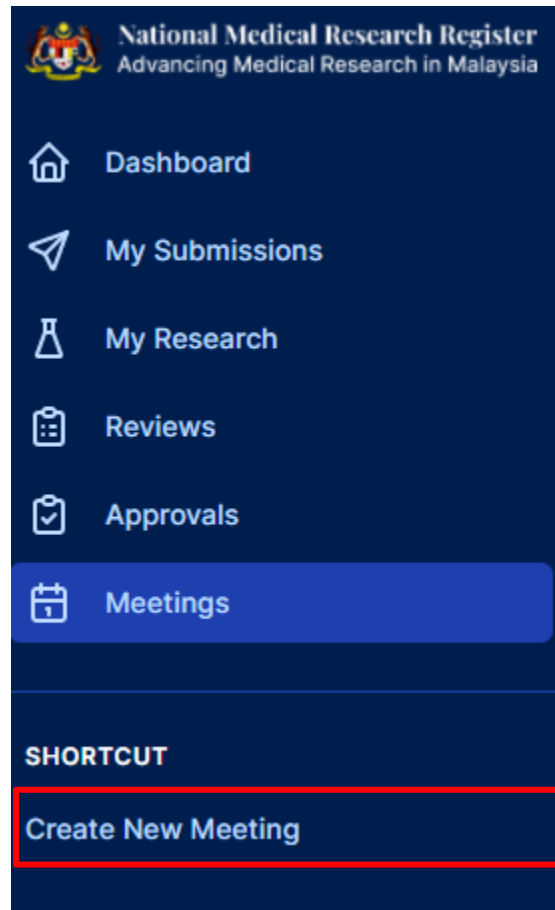 National Medical Research Register
Advancing Medical Research in Malaysia
Dashboard
My Submissions
My Research
Reviews
Approvals
Meetings
SHORTCUT
Create New Meeting